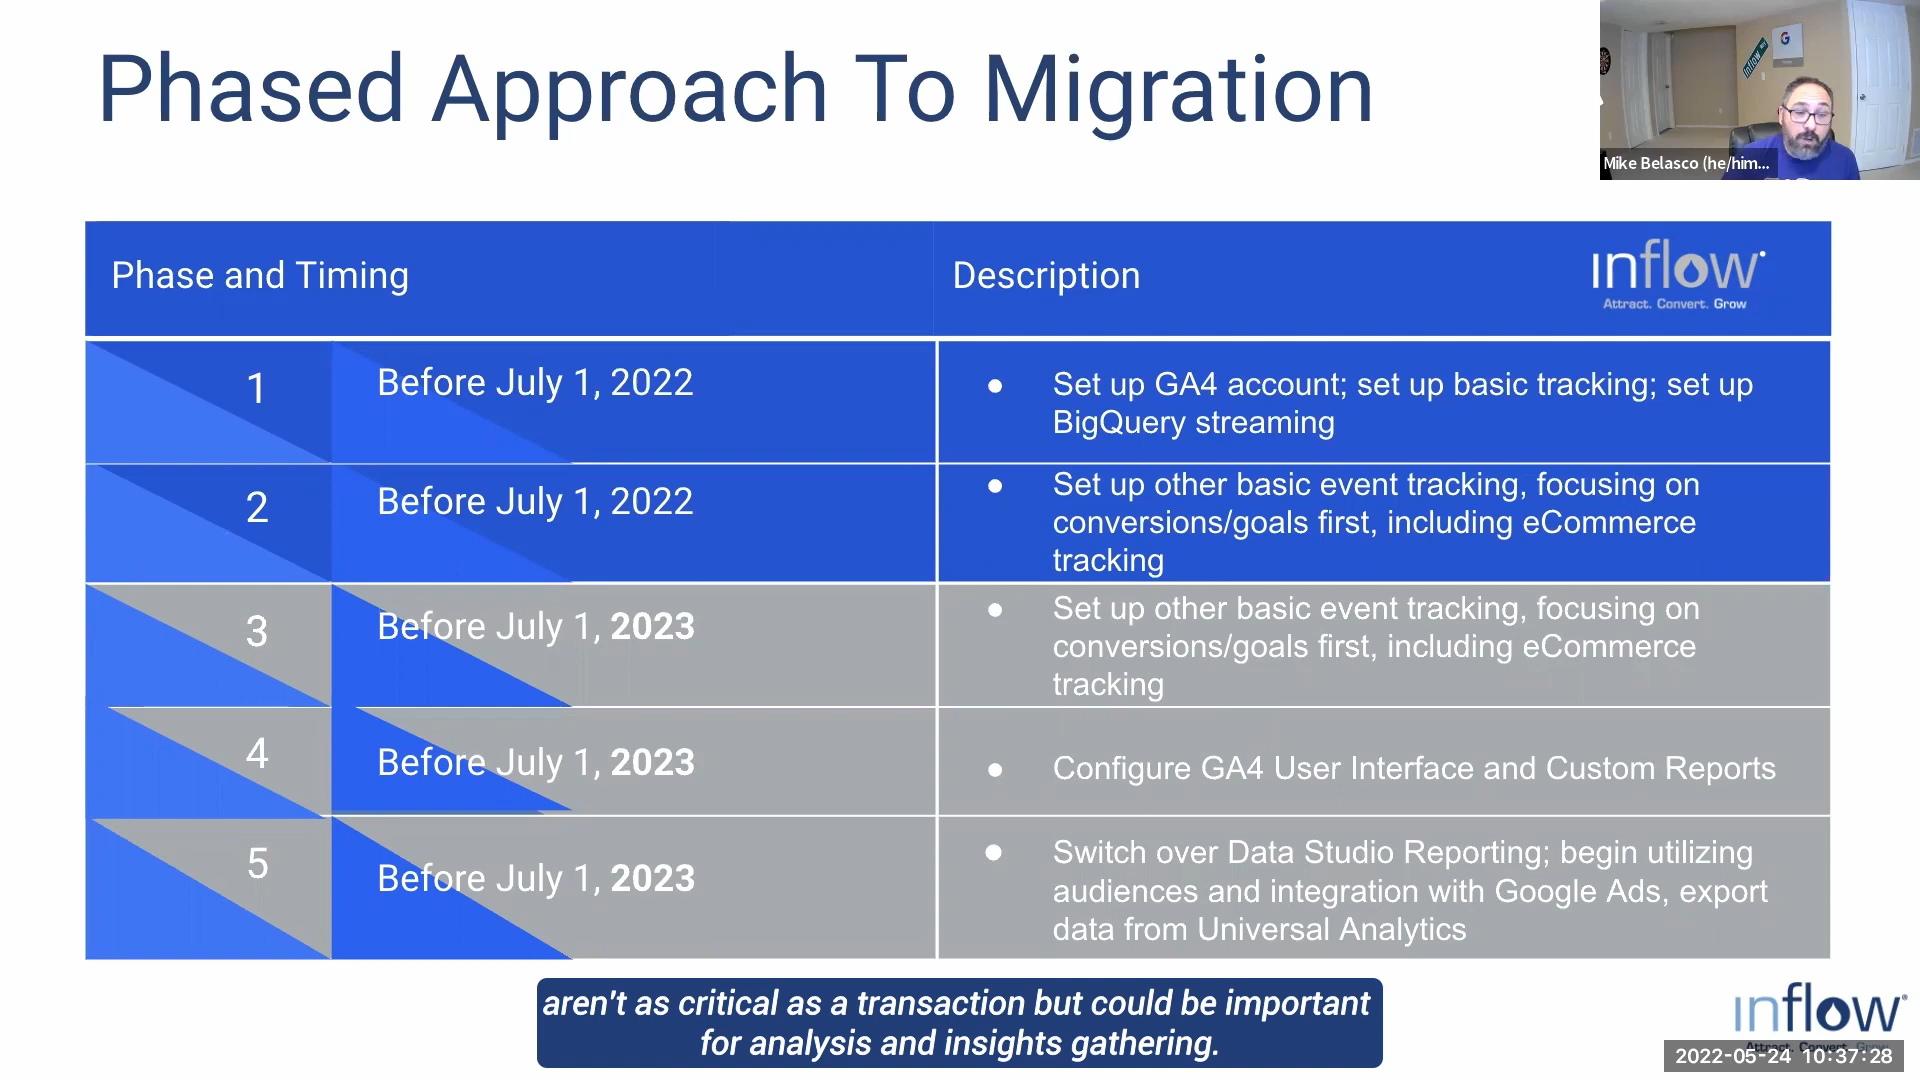 Phased Approach To Migration
Mike Belasco (he/him...
Phase and Timing
Description
inflow
Attract. Convert. Grow
1
Before July 1, 2022
● Set up GA4 account; set up basic tracking; set up
BigQuery streaming
2
Before July 1, 2022
● Set up other basic event tracking, focusing on
conversions/goals first, including eCommerce
tracking
3
Before July 1, 2023
● Set up other basic event tracking, focusing on
conversions/goals first, including eCommerce
tracking
4
Before July 1, 2023
● Configure GA4 User Interface and Custom Reports
5
Before July 1, 2023
● Switch over Data Studio Reporting; begin utilizing
audiences and integration with Google Ads, export
data from Universal Analytics
aren't as critical as a transaction but could be important
for analysis and insights gathering.
inflow®
Attract. Convert. Grow
2022-05-24 10:37:28